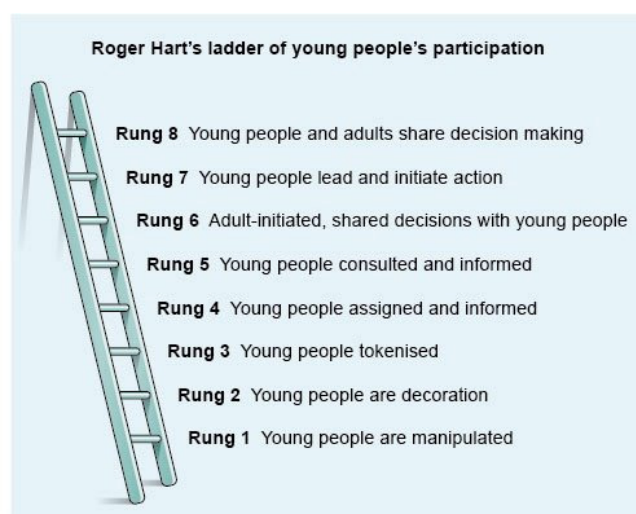 Roger Hart's ladder of young people's participation
Rung 8 Young people and adults share decision making
Rung 7 Young people lead and initiate action
Rung 6 Adult-initiated, shared decisions with young people
Rung 5 Young people consulted and informed
Rung 4 Young people assigned and informed
Rung 3 Young people tokenised
Rung 2 Young people are decoration
Rung 1 Young people are manipulated